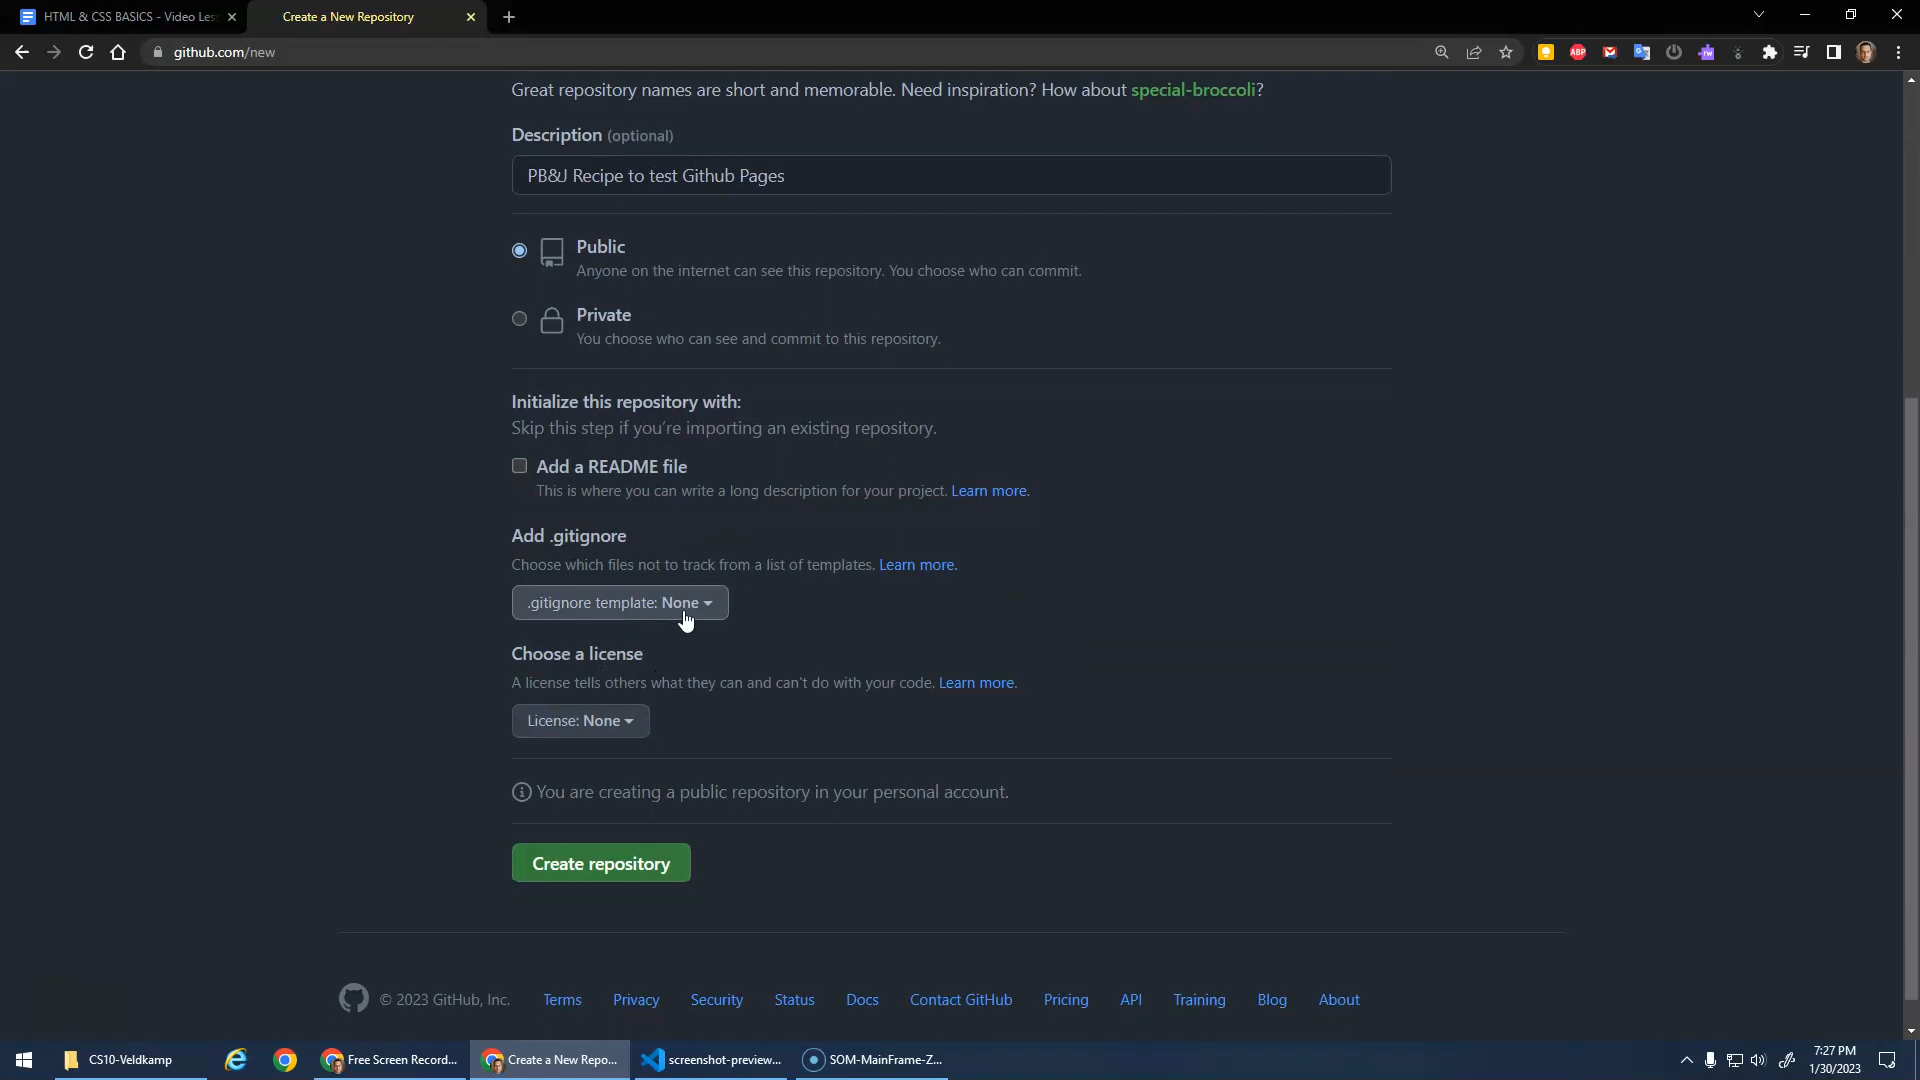 HTML & CSS BASICS - Video Les
Create a New Repository
github.com/new
ABP
Great repository names are short and memorable. Need inspiration? How about special-broccoli?
Description (optional)
PB&J Recipe to test Github Pages
Public
Anyone on the internet can see this repository. You choose who can commit.
Private
You choose who can see and commit to this repository.
Initialize this repository with:
Skip this step if you're importing an existing repository.
Add a README file
This is where you can write a long description for your project. Learn more.
Add .gitignore
Choose which files not to track from a list of templates. Learn more.
.gitignore template: None
Choose a license
A license tells others what they can and can't do with your code. Learn more.
License: None
You are creating a public repository in your personal account.
Create repository
© 2023 GitHub, Inc. Terms Privacy Security Status Docs Contact GitHub Pricing API Training Blog About
CS10-Veldkamp
Free Screen Record...
Create a New Repo...
screenshot-preview...
SOM-MainFrame-Z...
7:27 PM
1/30/2023